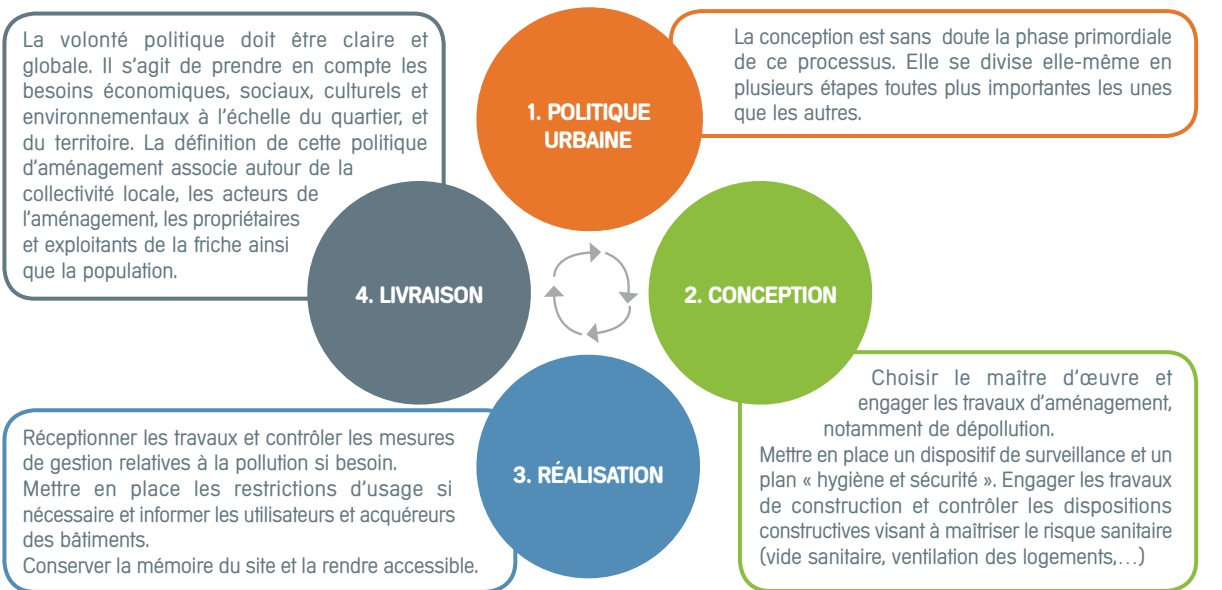 La volonté politique doit être claire et
globale. Il s'agit de prendre en compte les
besoins économiques, sociaux, culturels et
environnementaux à l'échelle du quartier, et
du territoire. La définition de cette politique
d'aménagement associe autour de la
collectivité locale, les acteurs de
l'aménagement, les propriétaires
et exploitants de la friche ainsi
que la population.
1. POLITIQUE
URBAINE
La conception est sans doute la phase primordiale
de ce processus. Elle se divise elle-même en
plusieurs étapes toutes plus importantes les unes
que les autres.
4. LIVRAISON
2. CONCEPTION
Réceptionner les travaux et contrôler les mesures
de gestion relatives à la pollution si besoin.
Mettre en place les restrictions d'usage si
nécessaire et informer les utilisateurs et acquéreurs
des bâtiments.
Conserver la mémoire du site et la rendre accessible.
3. RÉALISATION
Choisir le maître d'œuvre et
engager les travaux d'aménagement,
notamment de dépollution.
Mettre en place un dispositif de surveillance et un
plan « hygiène et sécurité ». Engager les travaux
de construction et contrôler les dispositions
constructives visant à maîtriser le risque sanitaire
(vide sanitaire, ventilation des logements,…)